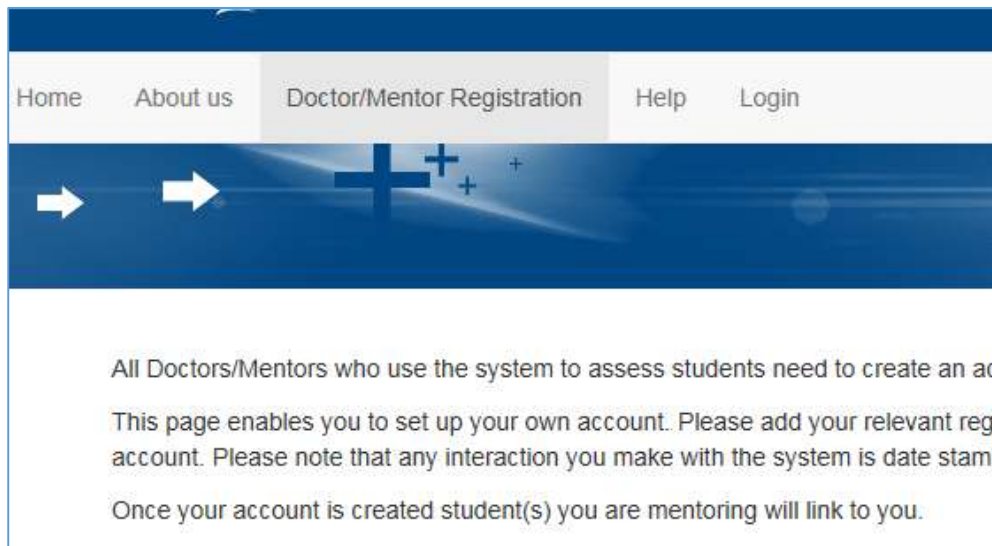 Home About us Doctor/Mentor Registration Help Login
All Doctors/Mentors who use the system to assess students need to create an
This page enables you to set up your own account. Please add your relevant
account. Please note that any interaction you make with the system is date
Once your account is created student(s) you are mentoring will link to you.